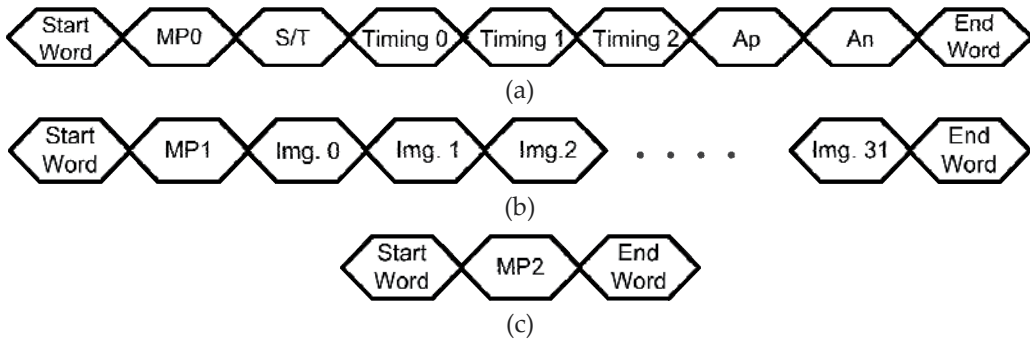 Start Word MP0 S/T Timing 0 Timing 1 Timing 2 Ap An End Word
(a)
Start Word MP1 Img. 0 Img. 1 Img.2 . . . . Img. 31 End Word
(b)
Start Word MP2 End Word
(c)